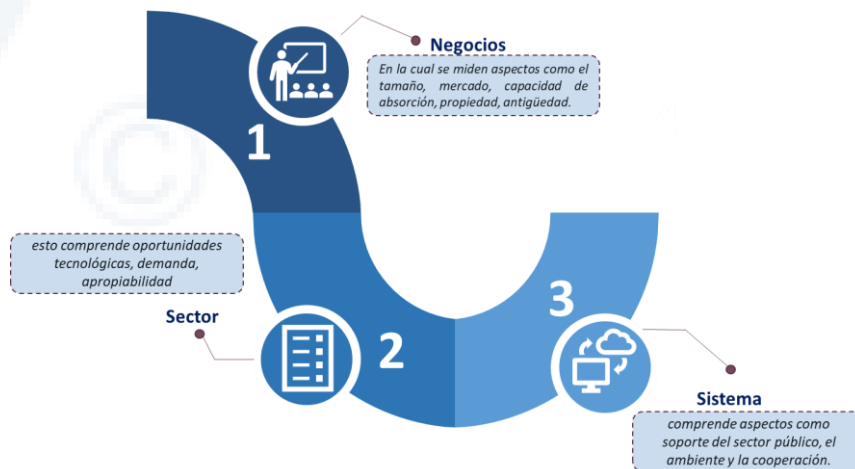 Negocios
En la cual se miden aspectos como el
tamaño, mercado, capacidad de
absorción, propiedad, antigüedad.
1
esto comprende oportunidades
tecnológicas, demanda,
apropiabilidad
Sector
2
3
Sistema
comprende aspectos como
soporte del sector público, el
ambiente y la cooperación.
©